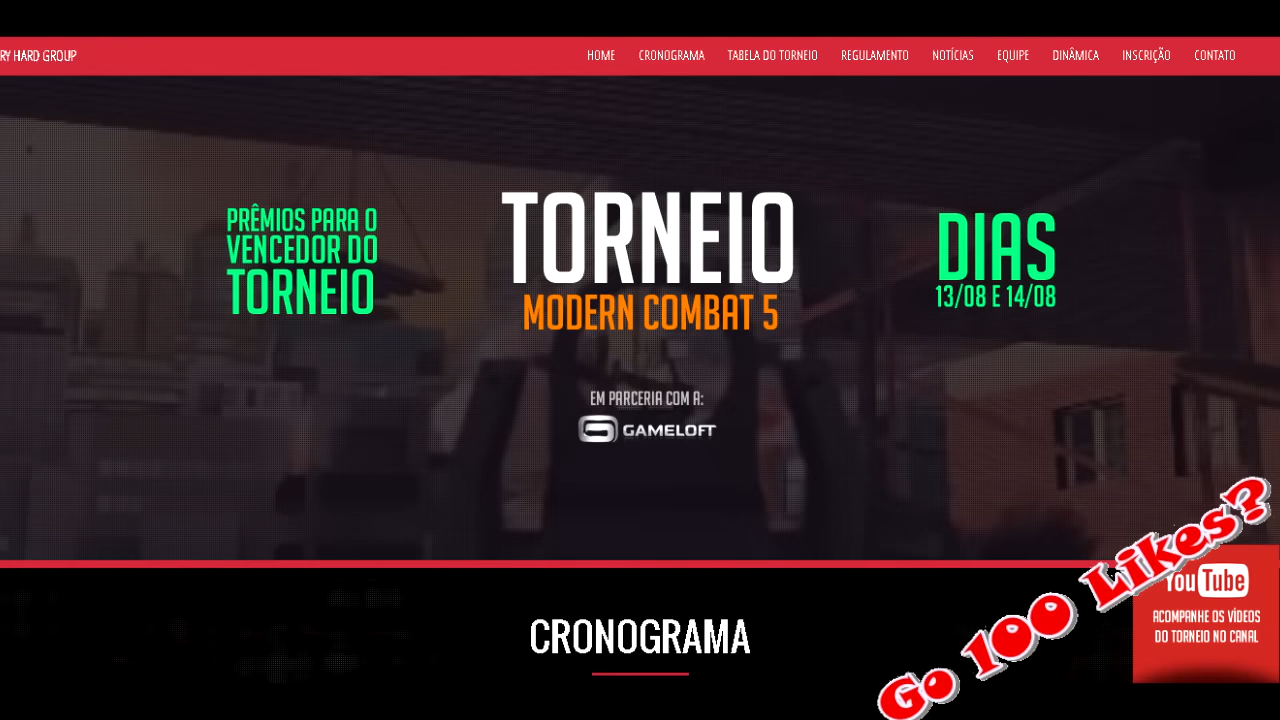 RY HARD GROUP
HOME CRONOGRAMA TABELA DO TORNEIO REGULAMENTO NOTÍCIAS EQUIPE DINÂMICA INSCRIÇÃO CONTATO
PRÊMIOS PARA O
VENCEDOR DO
TORNEIO
TORNEIO
MODERN COMBAT 5
DIAS
13/08 E 14/08
EM PARCERIA COM A:
GAMELOFT
CRONOGRAMA
Go 100 Likes?
You Tube
ACOMPANHE OS VÍDEOS
DO TORNEIO NO CANAL